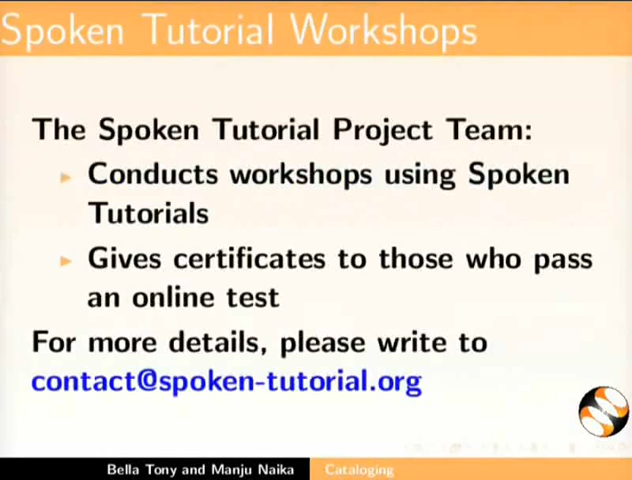 Spoken Tutorial Workshops
The Spoken Tutorial Project Team:
Conducts workshops using Spoken
Tutorials
Gives certificates to those who pass
an online test
For more details, please write to
contact@spoken-tutorial.org
Bella Tony and Manju Naika
Cataloging